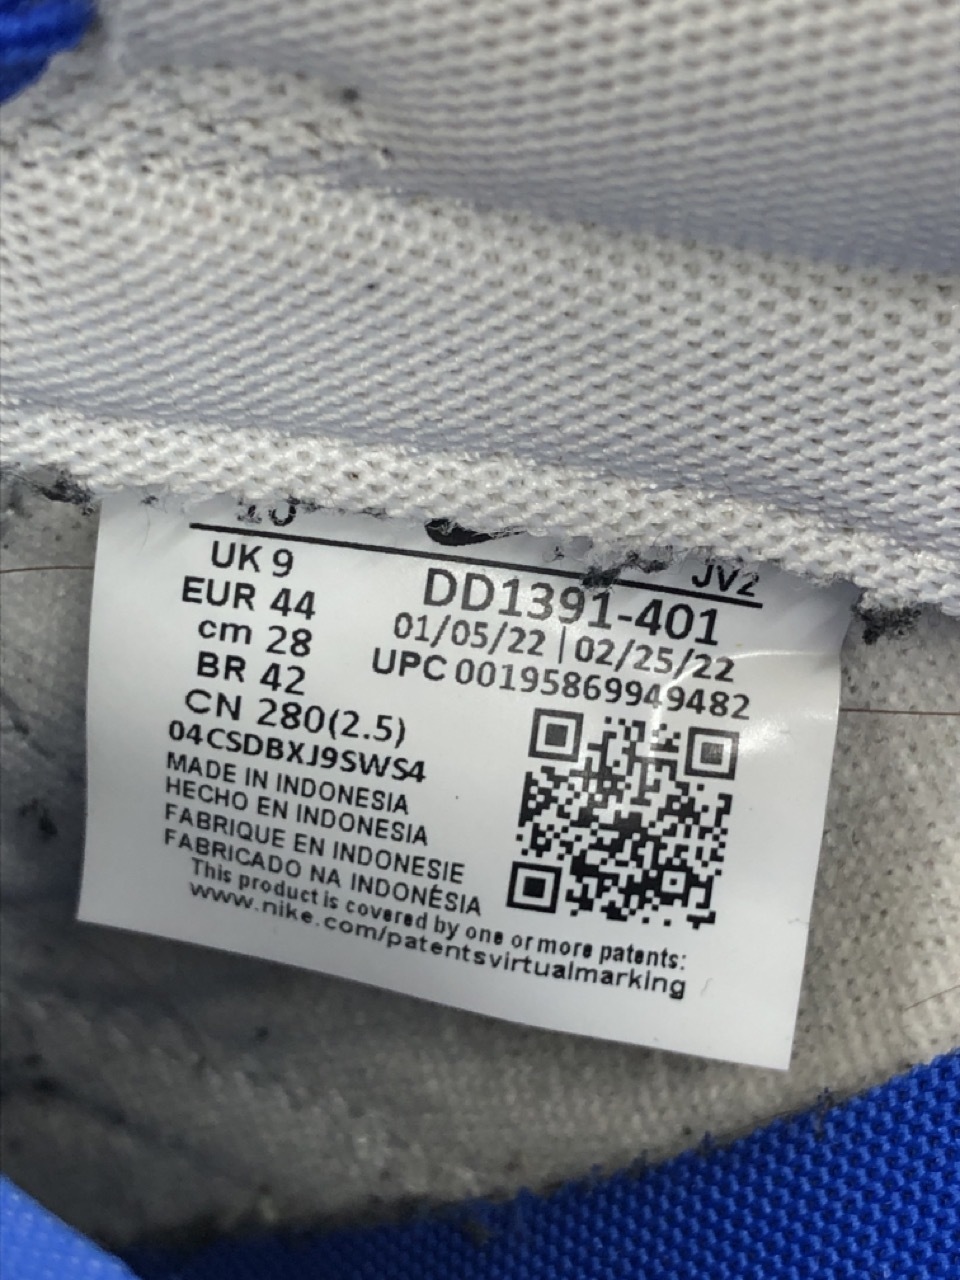 UK 9
EUR 44
cm 28
BR 42
CN 280(2.5)
04CSDBXJ9SWS4
MADE IN INDONESIA
HECHO EN INDONESIA
FABRIQUE EN INDONESIE
FABRICADO NA INDONÉSIA
This product is covered by one or more patents:
www.nike.com/patentsvirtualmarking
JV2
DD1391-401
01/05/22 | 02/25/22
UPC 00195869949482